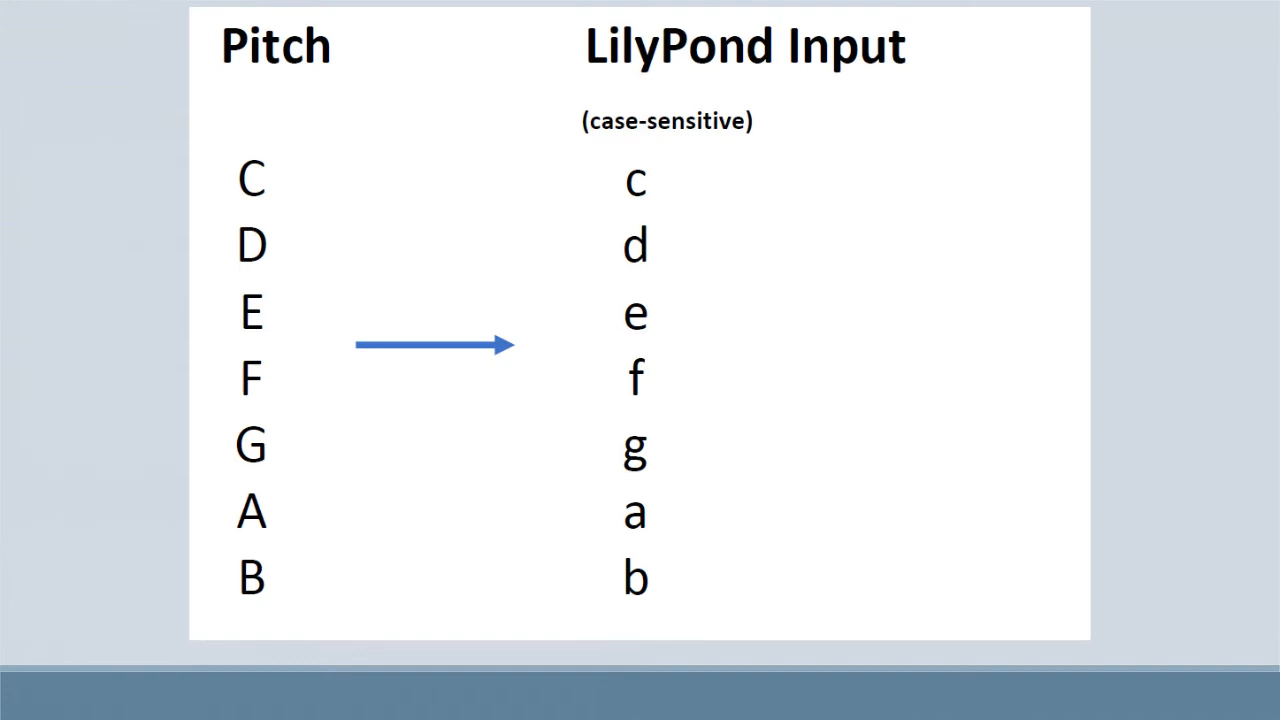 Pitch LilyPond Input
(case-sensitive)
C c
D d
E e
F f
G g
A a
B b